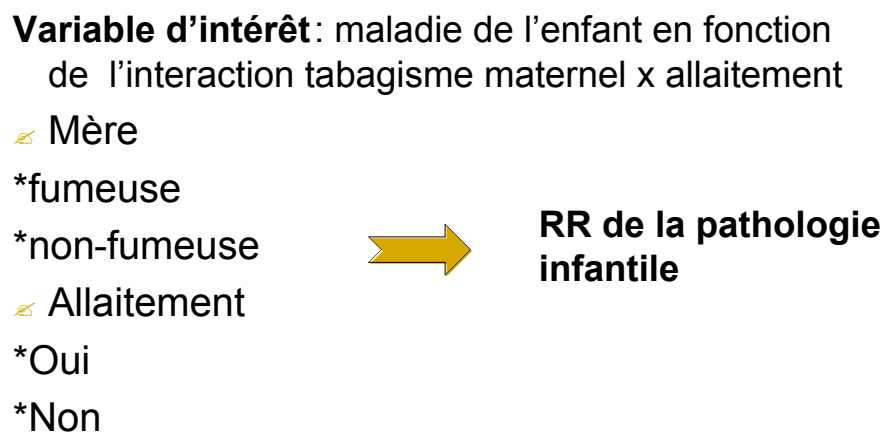 Variable d’intérêt : maladie de l’enfant en fonction
de l’interaction tabagisme maternel x allaitement
Mère
*fumeuse
*non-fumeuse
RR de la pathologie
infantile
Allaitement
*Oui
*Non